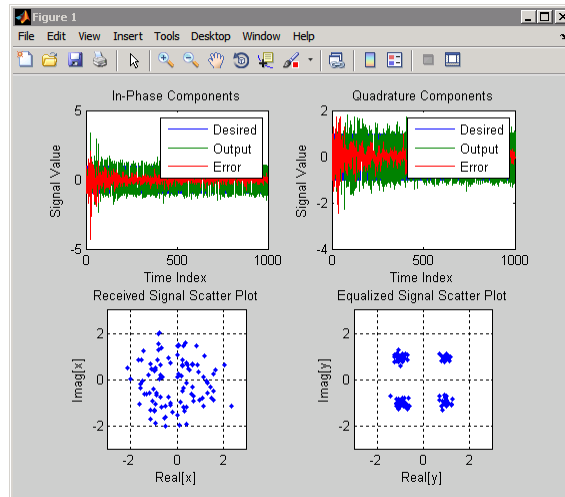 Figure 1
File Edit View Insert Tools Desktop Window Help
In-Phase Components
Quadrature Components
5
0
-5
Signal Value
Desired
Output
Error
0 500 1000
Time Index
2
0
-2
-4
Signal Value
Desired
Output
Error
0 500 1000
Time Index
Received Signal Scatter Plot
Equalized Signal Scatter Plot
2
0
-2
Imag[x]
-2 0 2
Real[x]
2
0
-2
Imag[y]
-2 0 2
Real[y]